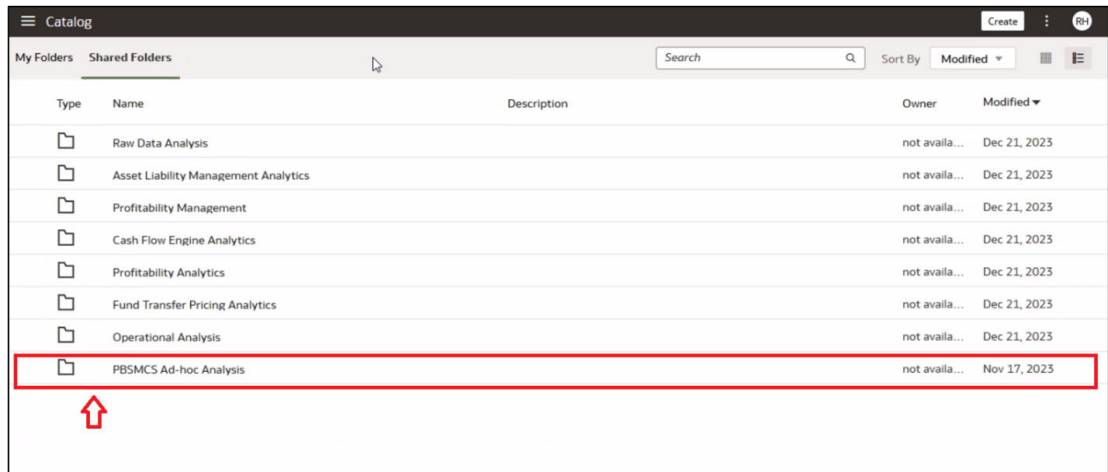 Catalog Create RH
My Folders Shared Folders Search Sort By Modified
Type Name Description Owner Modified
Raw Data Analysis not availa... Dec 21, 2023
Asset Liability Management Analytics not availa... Dec 21, 2023
Profitability Management not availa... Dec 21, 2023
Cash Flow Engine Analytics not availa... Dec 21, 2023
Profitability Analytics not availa... Dec 21, 2023
Fund Transfer Pricing Analytics not availa... Dec 21, 2023
Operational Analysis not availa... Dec 21, 2023
PBSMCS Ad-hoc Analysis not availa... Nov 17, 2023